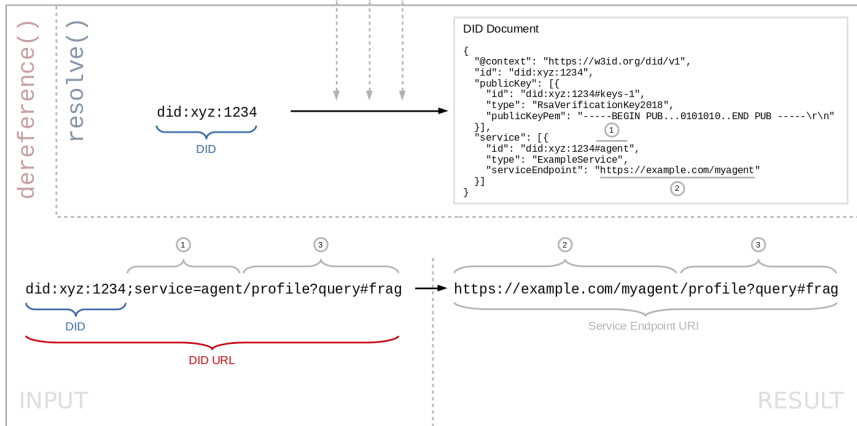 dereference()
resolve()
DID Document
{
"@context": "https://w3id.org/did/v1",
"id": "did:xyz:1234",
"publicKey": [{
"id": "did:xyz:1234#keys-1",
"type": "RsaVerificationKey2018",
"publicKeyPem": "-----BEGIN PUB...0101010..END PUB -----\r\n"
}],
1
"service": [{
"id": "did:xyz:1234#agent",
"type": "ExampleService",
"serviceEndpoint": "https://example.com/myagent"
2
}]
}
did:xyz:1234
DID
1 3 2 3
did:xyz:1234;service=agent/profile?query#frag
https://example.com/myagent/profile?query#frag
DID
Service Endpoint URI
DID URL
INPUT
RESULT